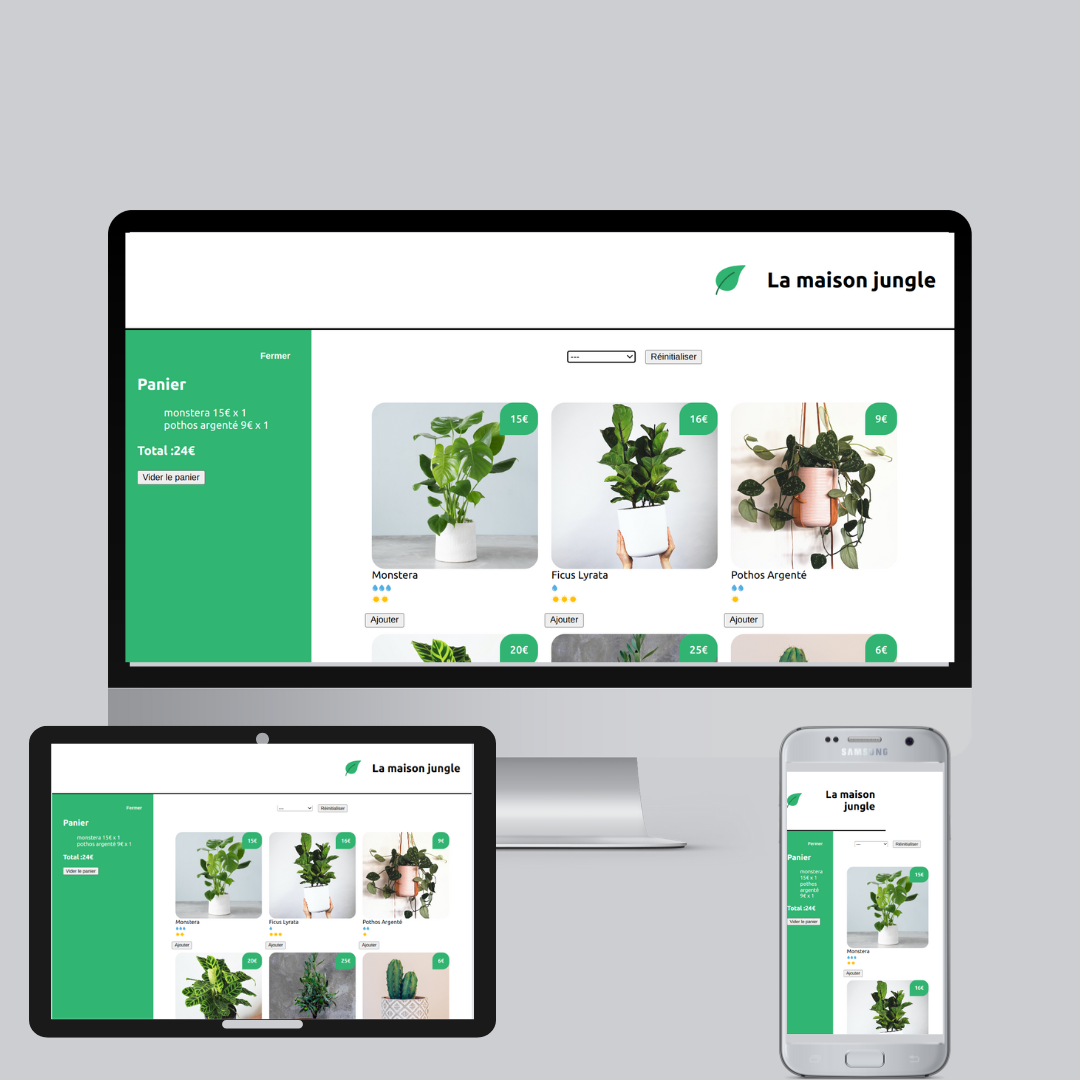 La maison jungle
Fermer
Panier
monstera 15€ x 1
pothos argenté 9€ x 1
Total :24€
Vider le panier
---
Réinitialiser
15€
16€
9€
Monstera
Ficus Lyrata
Pothos Argenté
Ajouter
Ajouter
Ajouter
20€
25€
6€
La maison jungle
Fermer
Panier
monstera 15€ x 1
pothos argenté 9€ x 1
Total :24€
Vider le panier
---
Réinitialiser
15€
16€
9€
Monstera
Ficus Lyrata
Pothos Argenté
Ajouter
Ajouter
Ajouter
20€
25€
6€
SAMSUNG
La maison
jungle
Fermer
Panier
monstera
15€ x 1
pothos
argenté
9€ x 1
Total :24€
Vider le panier
---
Réinitialiser
15€
Monstera
Ajouter
16€